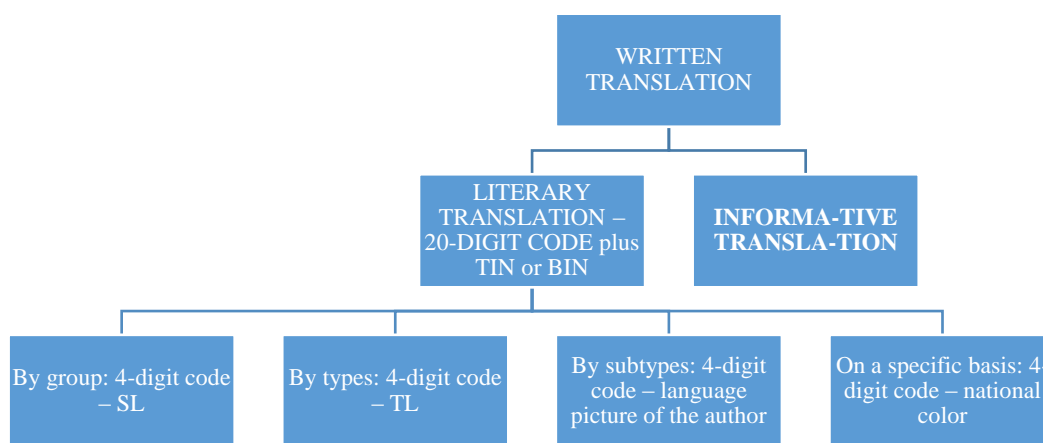 WRITTEN
TRANSLATION
LITERARY
TRANSLATION –
20-DIGIT CODE plus
TIN or BIN
INFORMA-TIVE
TRANSLA-TION
By group: 4-digit code
– SL
By types: 4-digit code
– TL
By subtypes: 4-digit
code – language
picture of the author
On a specific basis: 4-
digit code – national
color